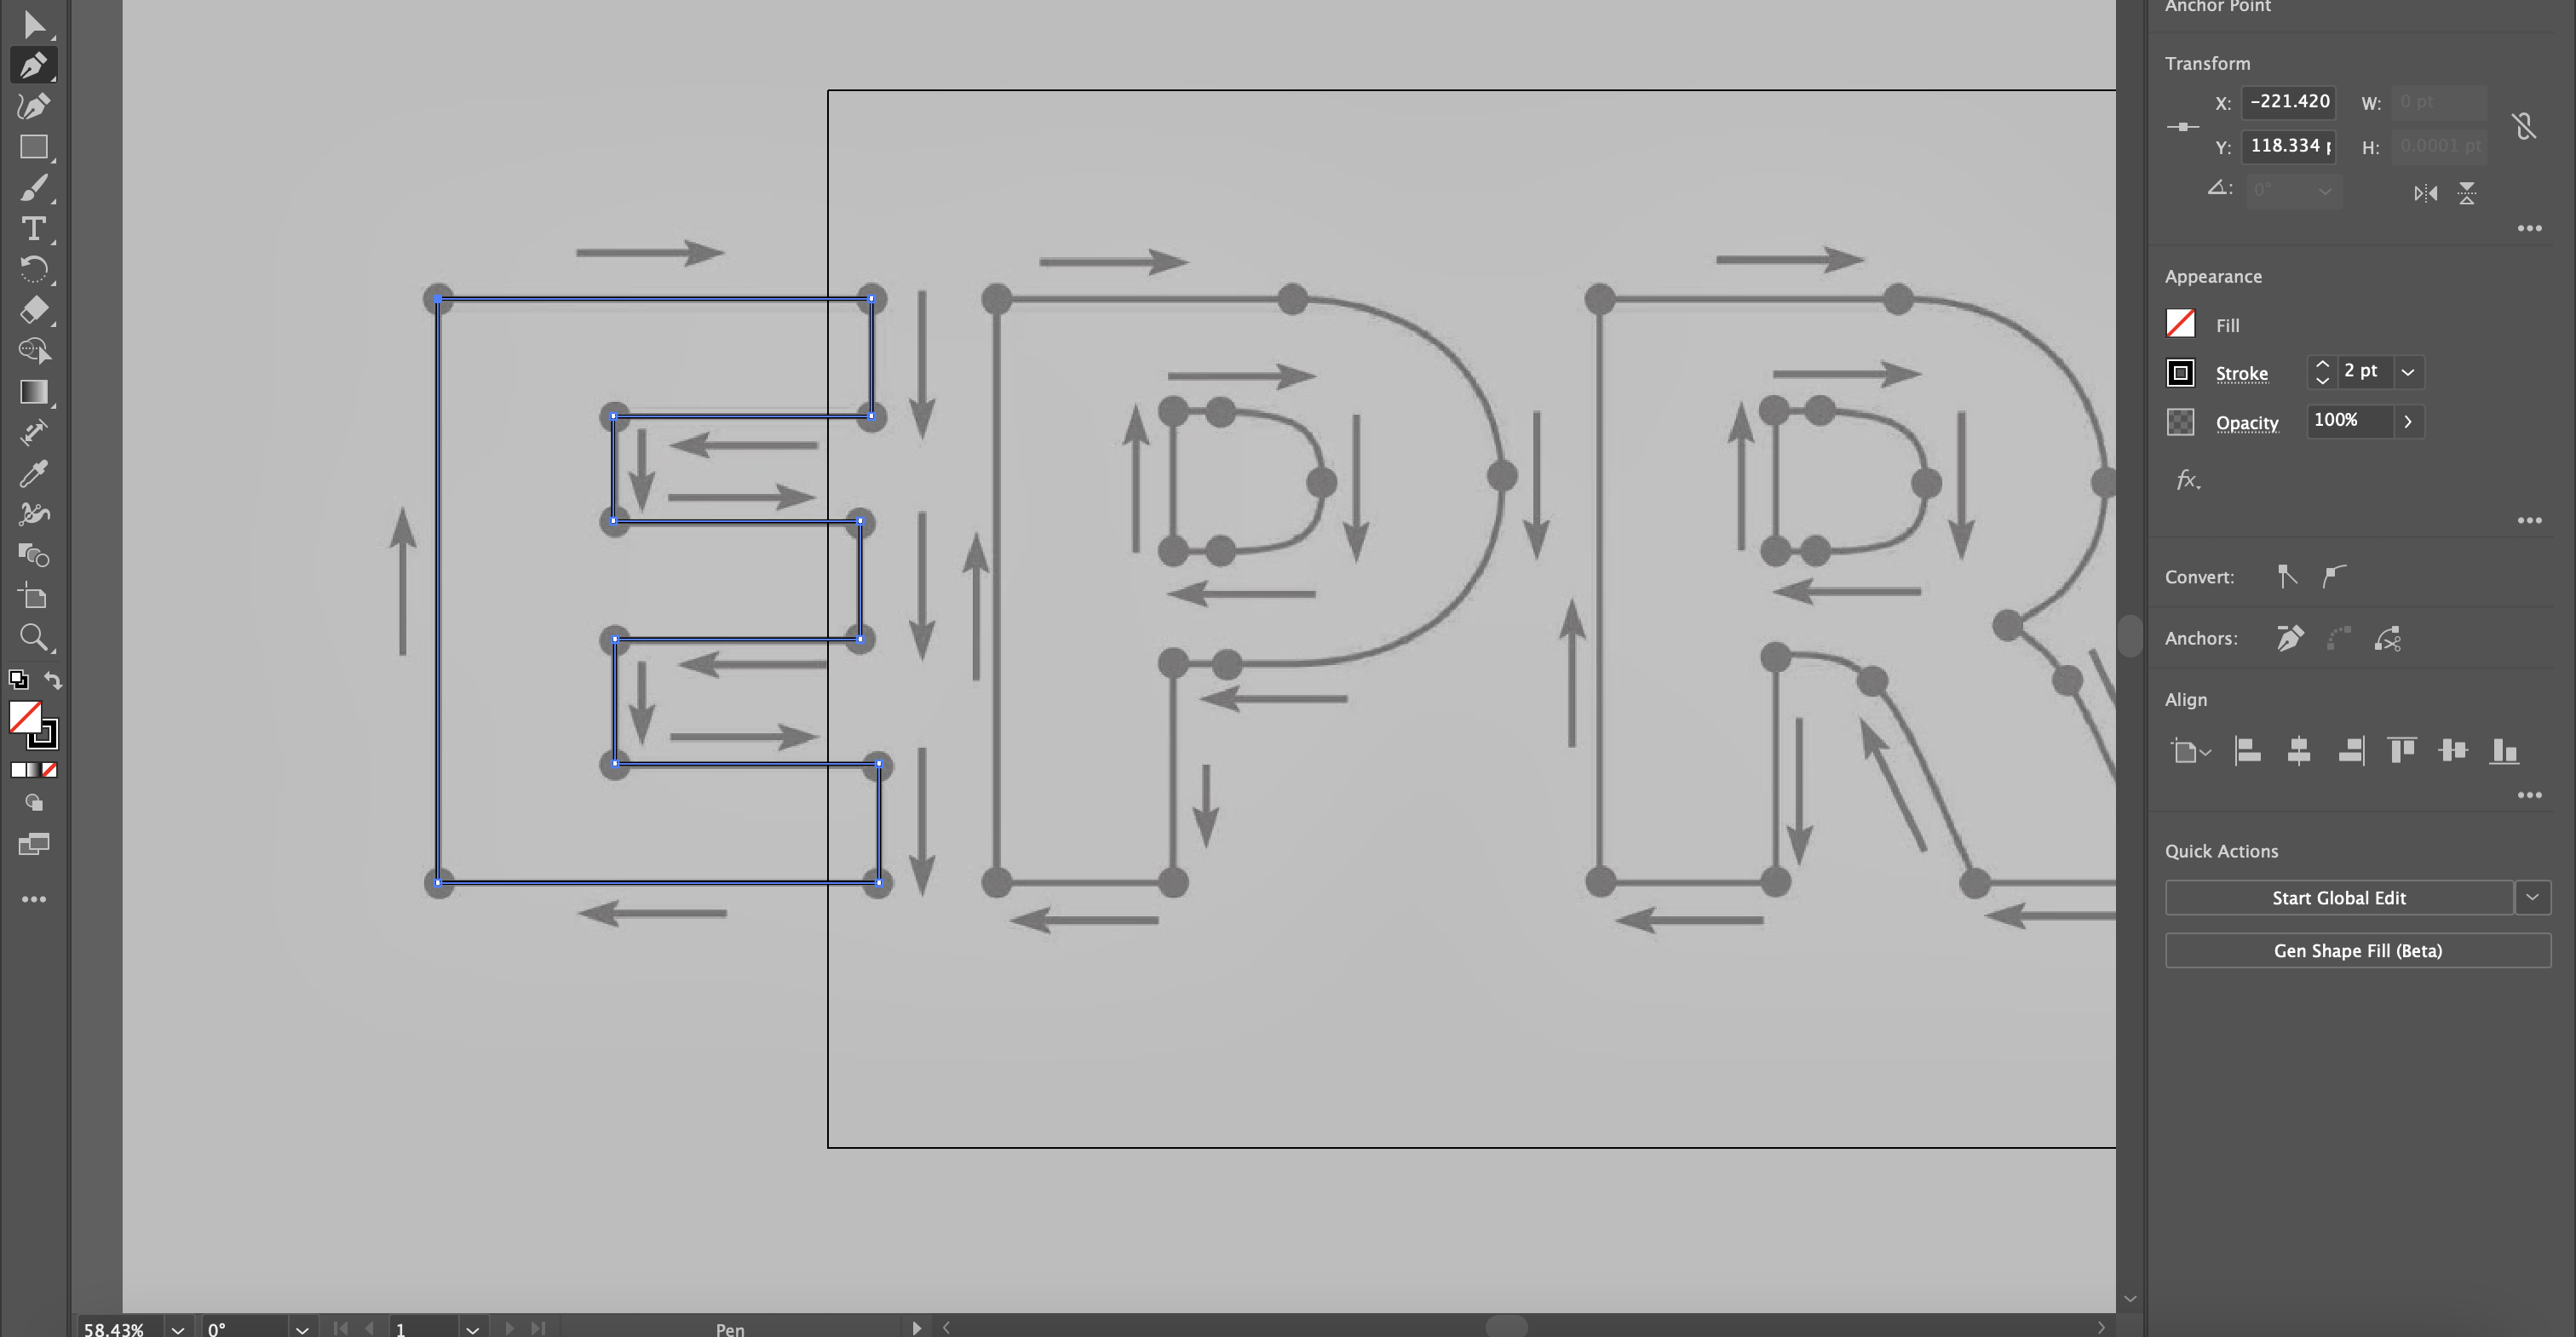 Anchor Point
Transform
X: -221.420 W: 0 pt
Y: 118.334 p H: 0.0001 pt
0°
Appearance
Fill
Stroke 2 pt
Opacity 100%
fx
Convert:
Anchors:
Align
Quick Actions
Start Global Edit
Gen Shape Fill (Beta)
T
E P R
58.43% 0° 1 Pen